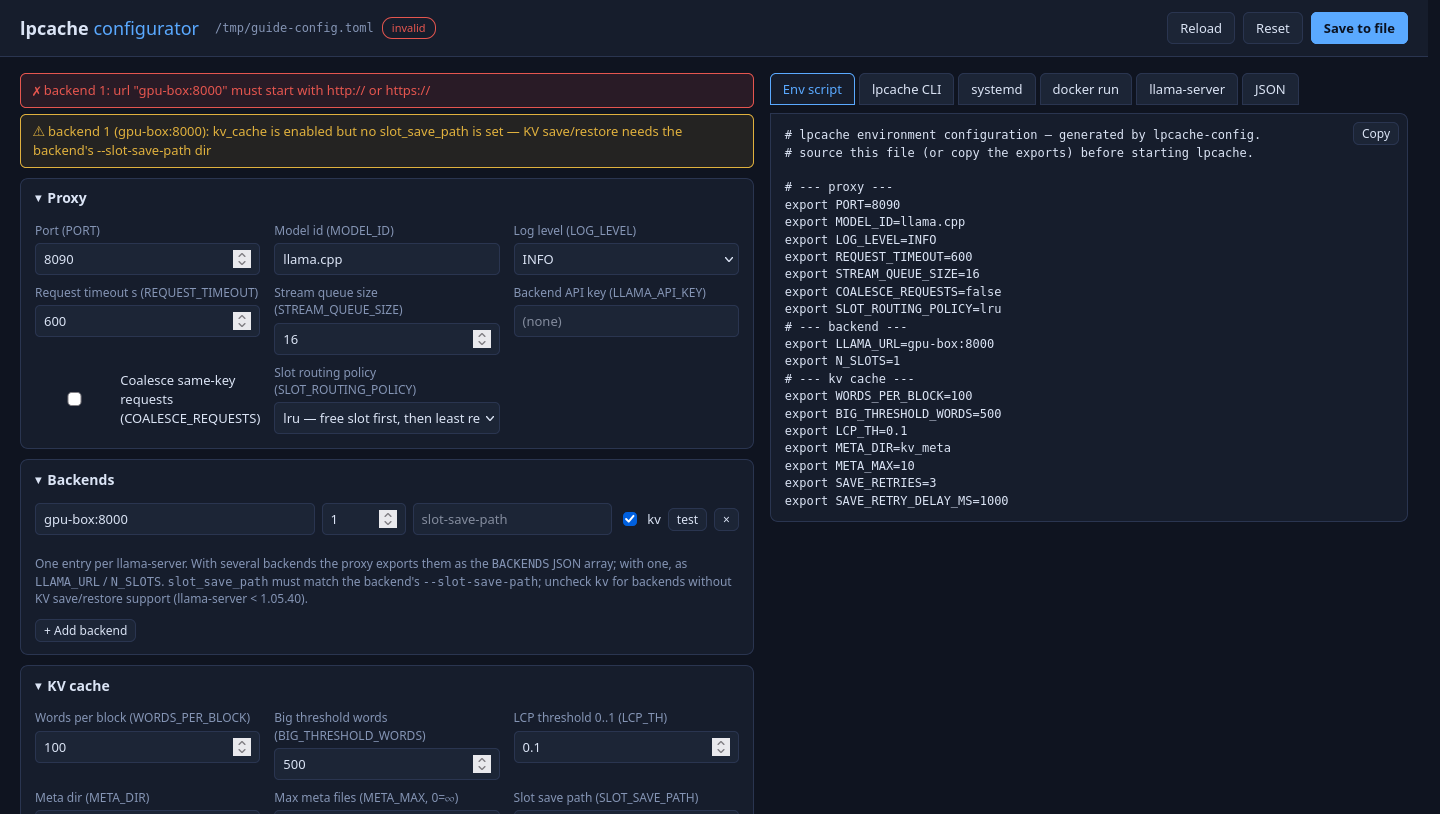 lpcache configurator /tmp/guide-config.toml invalid Reload Reset Save to file
✗ backend 1: url "gpu-box:8000" must start with http:// or https://
⚠ backend 1 (gpu-box:8000): kv_cache is enabled but no slot_save_path is set — KV save/restore needs the
backend's --slot-save-path dir
▾ Proxy
Port (PORT)
8090
Model id (MODEL_ID)
llama.cpp
Log level (LOG_LEVEL)
INFO
Request timeout s (REQUEST_TIMEOUT)
600
Stream queue size
(STREAM_QUEUE_SIZE)
16
Backend API key (LLAMA_API_KEY)
(none)
Coalesce same-key
requests
(COALESCE_REQUESTS)
Slot routing policy
(SLOT_ROUTING_POLICY)
lru — free slot first, then least re
▾ Backends
gpu-box:8000 1 slot-save-path kv test ×
One entry per llama-server. With several backends the proxy exports them as the BACKENDS JSON array; with one, as
LLAMA_URL / N_SLOTS. slot_save_path must match the backend's --slot-save-path; uncheck kv for backends without
KV save/restore support (llama-server < 1.05.40).
+ Add backend
▾ KV cache
Words per block (WORDS_PER_BLOCK)
100
Big threshold words
(BIG_THRESHOLD_WORDS)
500
LCP threshold 0..1 (LCP_TH)
0.1
Meta dir (META_DIR)
Max meta files (META_MAX, 0=∞)
Slot save path (SLOT_SAVE_PATH)
Env script lpcache CLI systemd docker run llama-server JSON
Copy
# lpcache environment configuration — generated by lpcache-config.
# source this file (or copy the exports) before starting lpcache.
# --- proxy ---
export PORT=8090
export MODEL_ID=llama.cpp
export LOG_LEVEL=INFO
export REQUEST_TIMEOUT=600
export STREAM_QUEUE_SIZE=16
export COALESCE_REQUESTS=false
export SLOT_ROUTING_POLICY=lru
# --- backend ---
export LLAMA_URL=gpu-box:8000
export N_SLOTS=1
# --- kv cache ---
export WORDS_PER_BLOCK=100
export BIG_THRESHOLD_WORDS=500
export LCP_TH=0.1
export META_DIR=kv_meta
export META_MAX=10
export SAVE_RETRIES=3
export SAVE_RETRY_DELAY_MS=1000